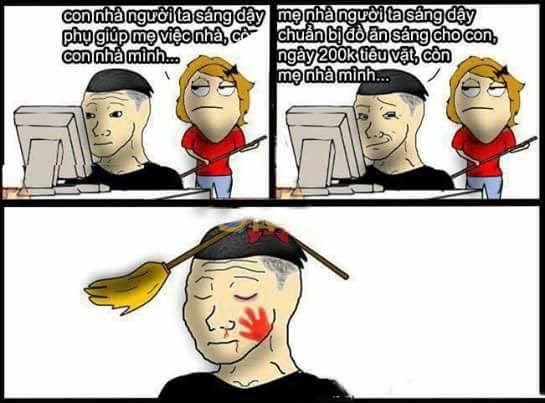 con nhà người ta sáng dậy
phụ giúp mẹ việc nhà, còn
con nhà mình...
mẹ nhà người ta sáng dậy
chuẩn bị đồ ăn sáng cho con,
ngày 200k tiêu vặt, còn
mẹ nhà mình...